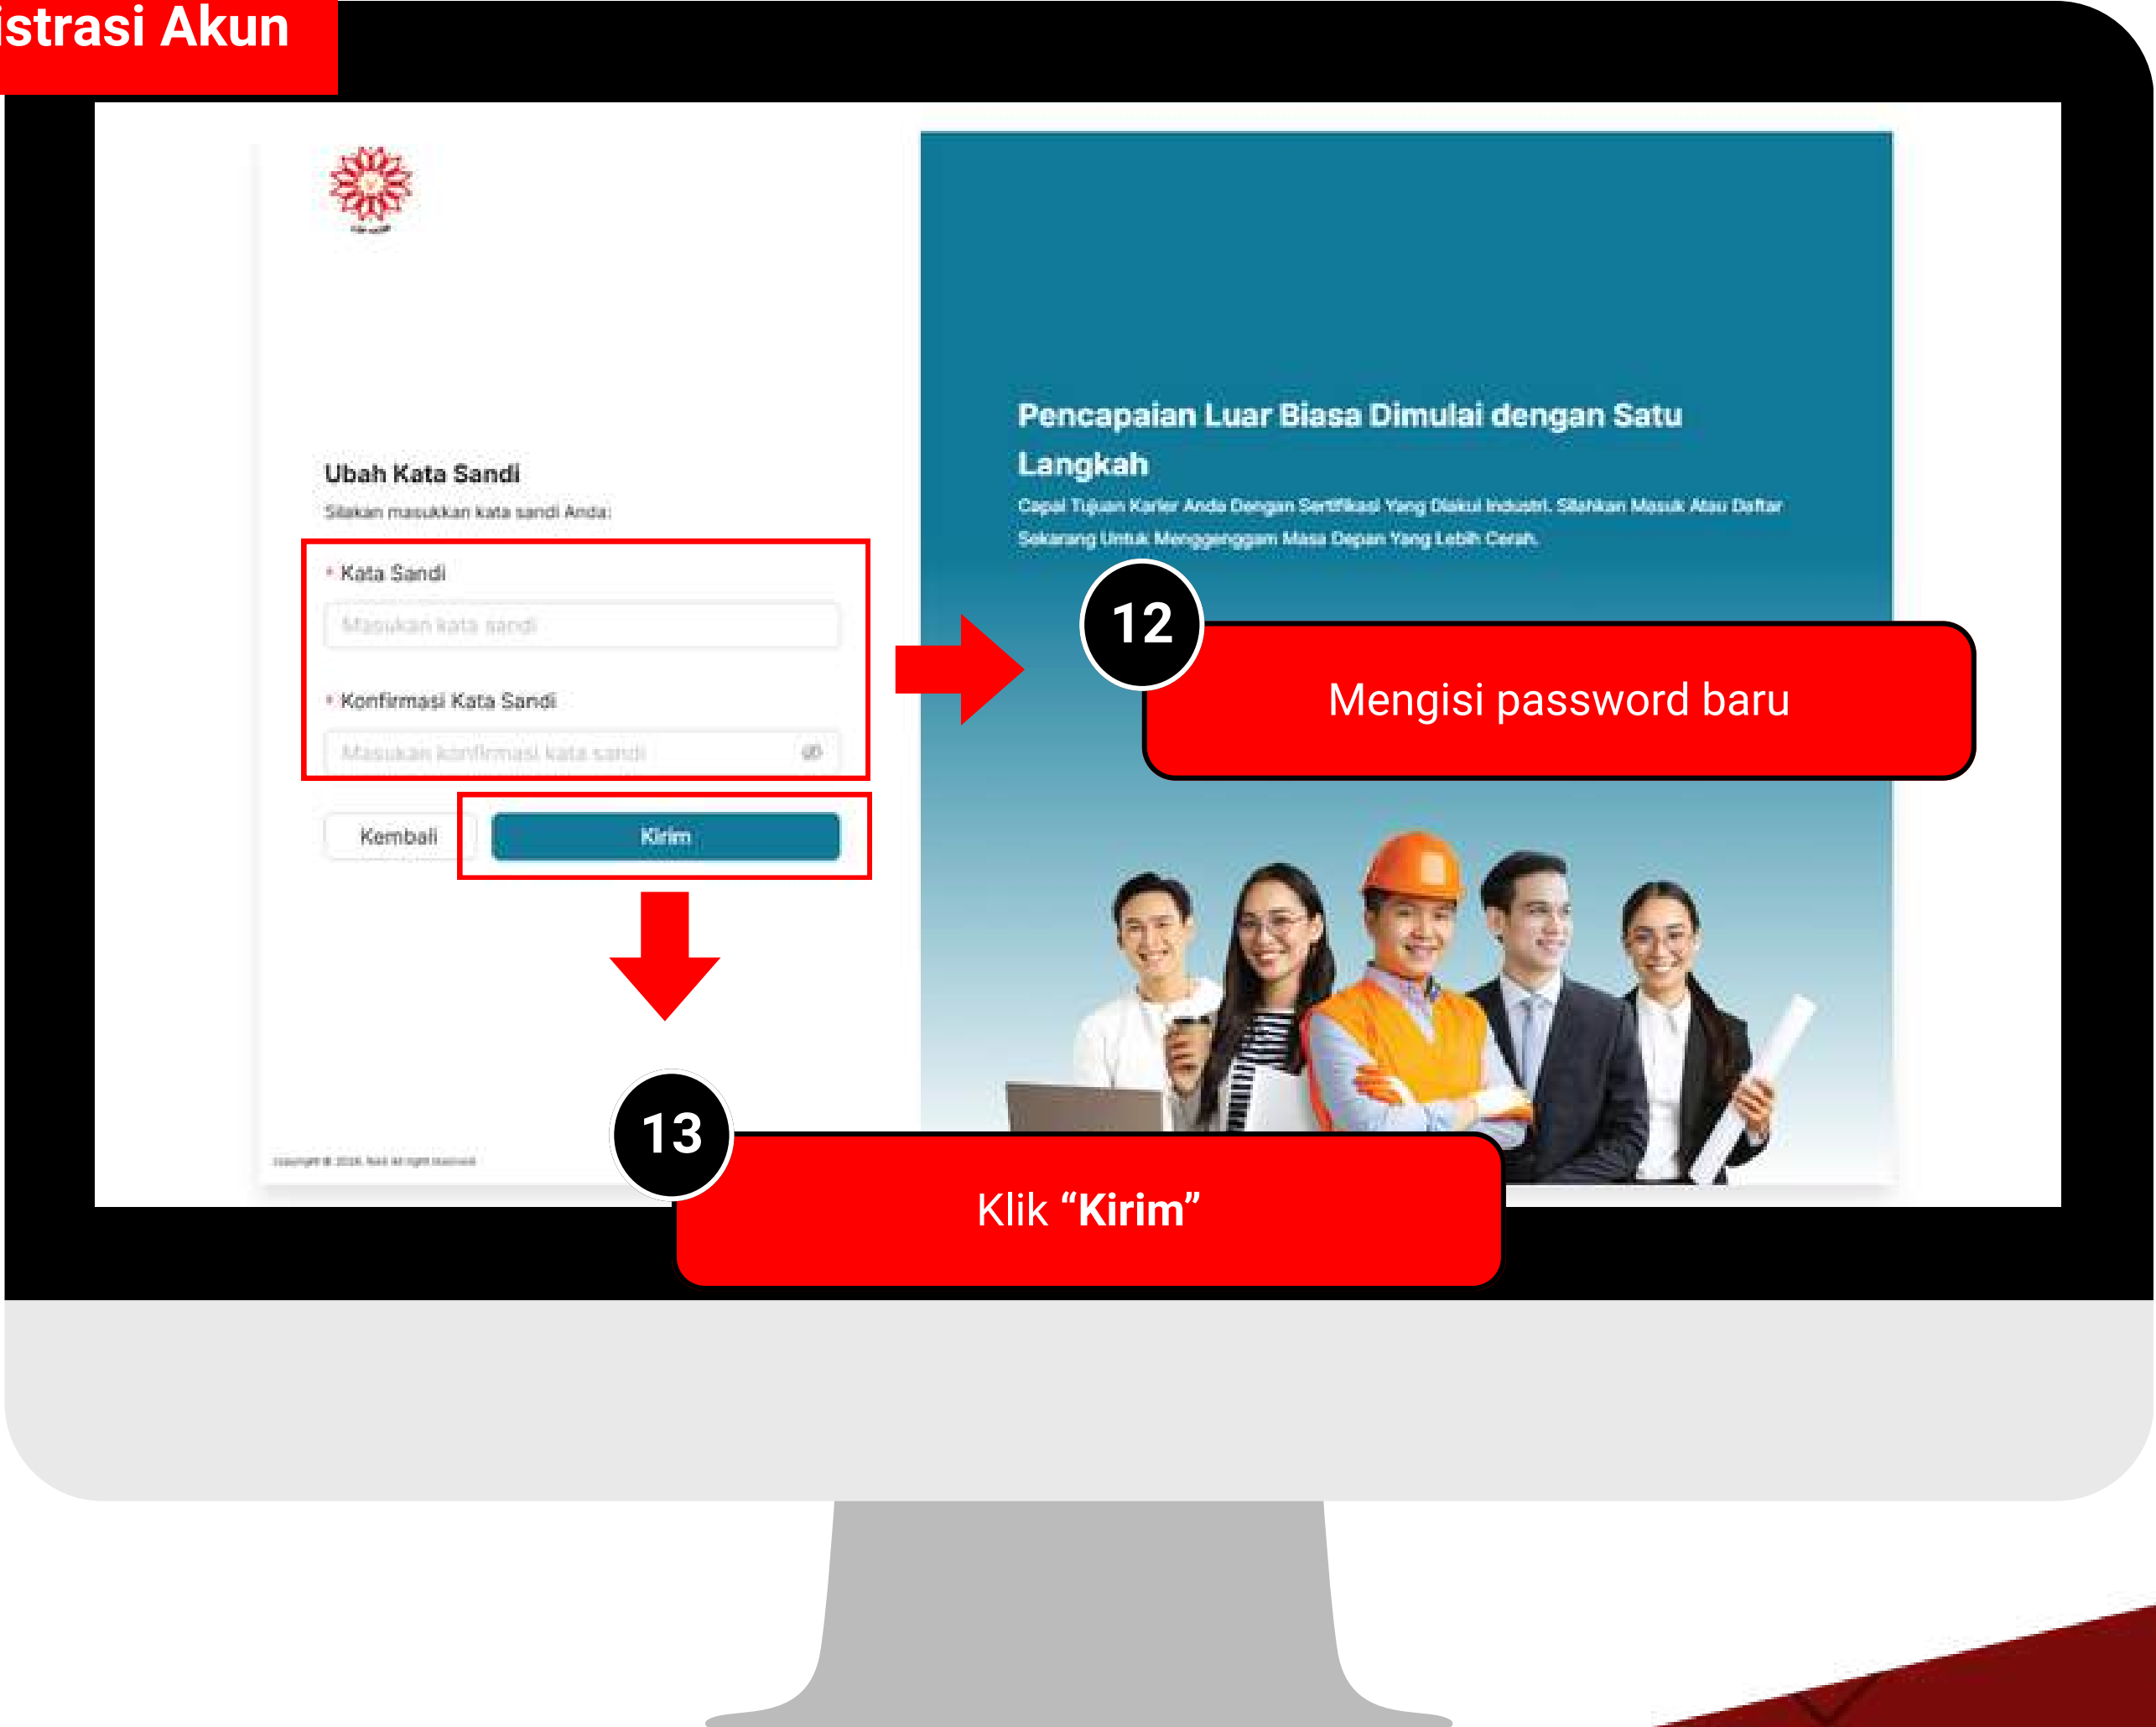 istrasi Akun
Pencapaian Luar Biasa Dimulai dengan Satu
Langkah
Capai Tujuan Karier Anda Dengan Sertifikasi Yang Diakui Industri. Silahkan Masuk Atau Daftar
Sekarang Untuk Menggenggam Masa Depan Yang Lebih Cerah.
Ubah Kata Sandi
Silakan masukkan kata sandi Anda:
* Kata Sandi
Masukan kata sandi
* Konfirmasi Kata Sandi
Masukan konfirmasi kata sandi
Kembali
Kirim
12
Mengisi password baru
13
Klik “Kirim”